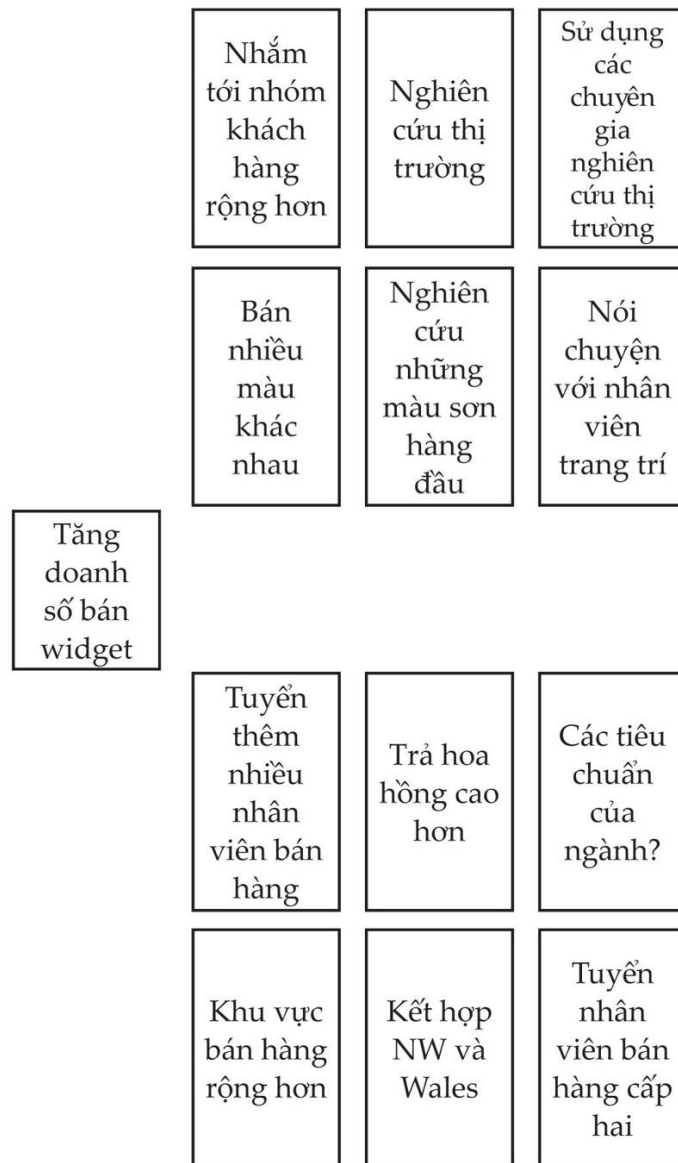 Nhắm
tới nhóm
khách
hàng
rộng hơn
Nghiên
cứu thị
trường
Sử dụng
các
chuyên
gia
nghiên
cứu thị
trường
Bán
nhiều
màu
khác
nhau
Nghiên
cứu
những
màu sơn
hàng
đầu
Nói
chuyện
với nhân
viên
trang trí
Tăng
doanh
số bán
widget
Tuyển
thêm
nhiều
nhân
viên bán
hàng
Trả hoa
hồng cao
hơn
Các tiêu
chuẩn
của
ngành?
Khu vực
bán hàng
rộng hơn
Kết hợp
NW và
Wales
Tuyển
nhân
viên bán
hàng cấp
hai